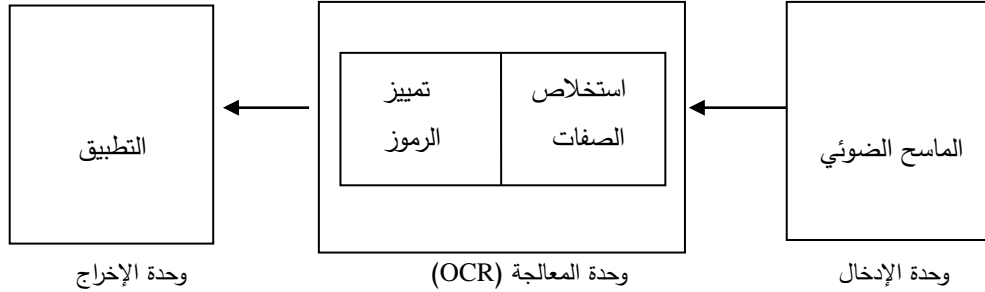 الماسح الضوئي
وحدة الإدخال
استخلاص
الصفات
تمييز
الرموز
وحدة المعالجة (OCR)
التطبيق
وحدة الإخراج